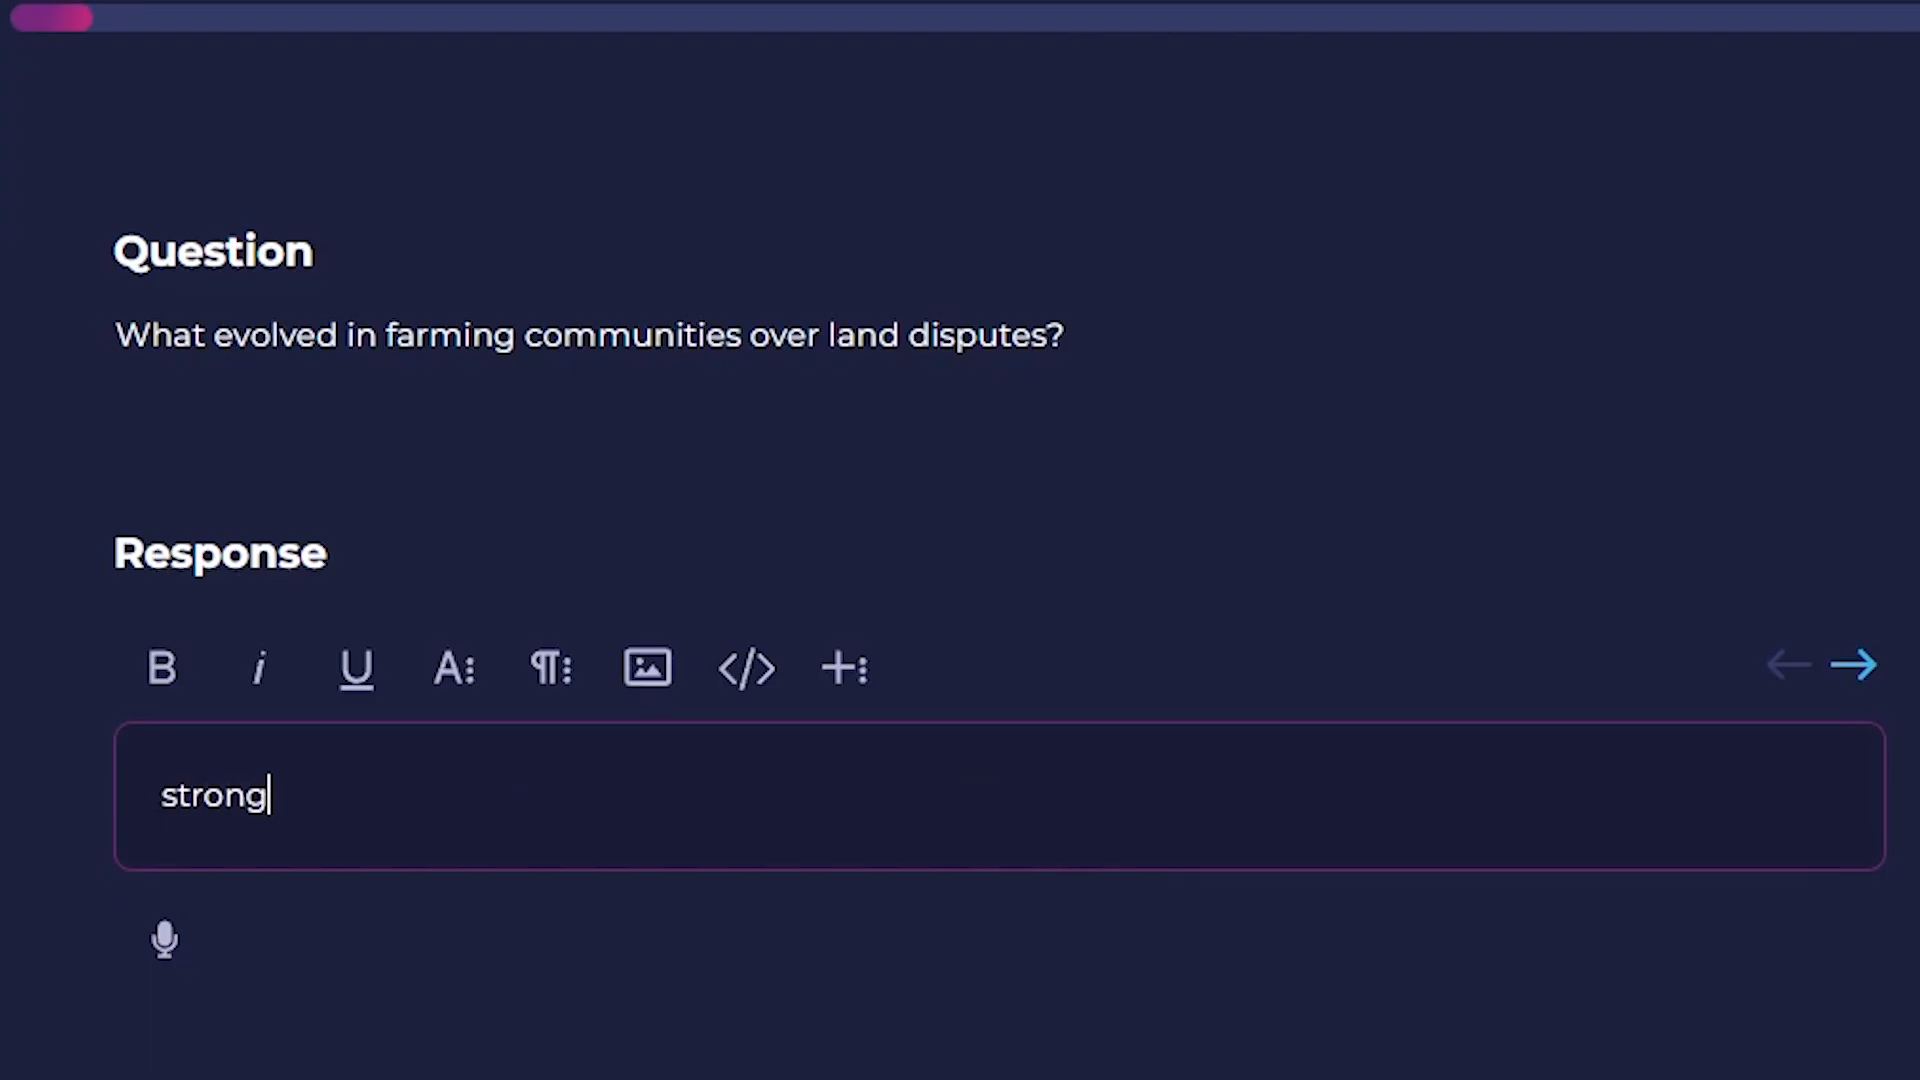 Question
What evolved in farming communities over land disputes?
Response
B i U A: ¶: </> +:
strong